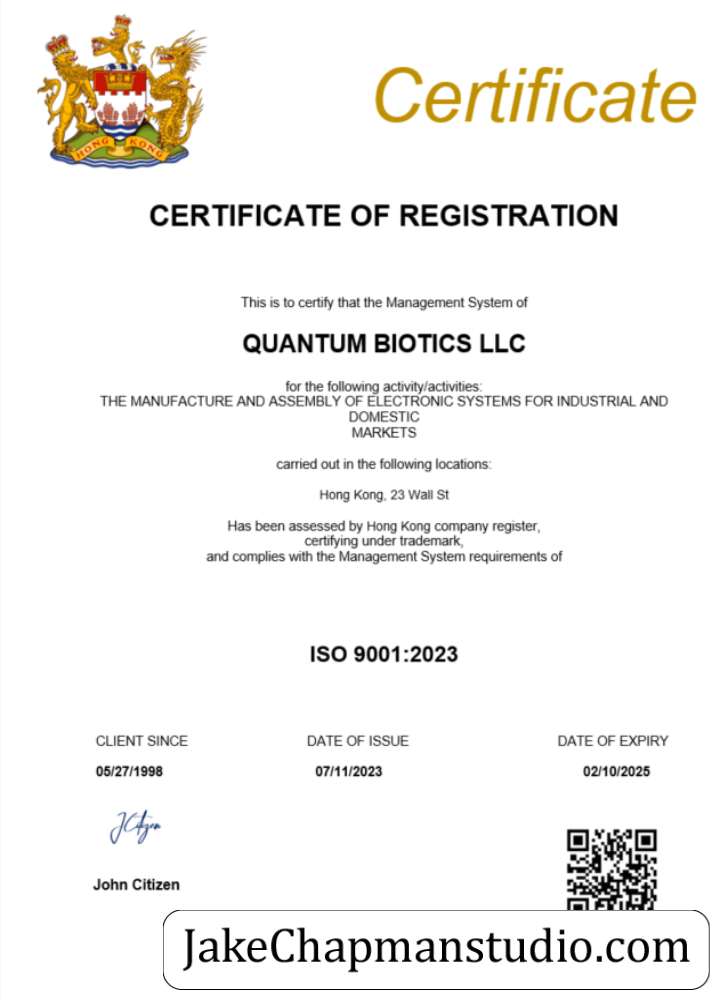 HONG KONG
Certificate
CERTIFICATE OF REGISTRATION
This is to certify that the Management System of
QUANTUM BIOTICS LLC
for the following activity/activities:
THE MANUFACTURE AND ASSEMBLY OF ELECTRONIC SYSTEMS FOR INDUSTRIAL AND
DOMESTIC
MARKETS
carried out in the following locations:
Hong Kong, 23 Wall St
Has been assessed by Hong Kong company register,
certifying under trademark,
and complies with the Management System requirements of
ISO 9001:2023
CLIENT SINCE DATE OF ISSUE DATE OF EXPIRY
05/27/1998 07/11/2023 02/10/2025
JCitizen
John Citizen
JakeChapmanstudio.com